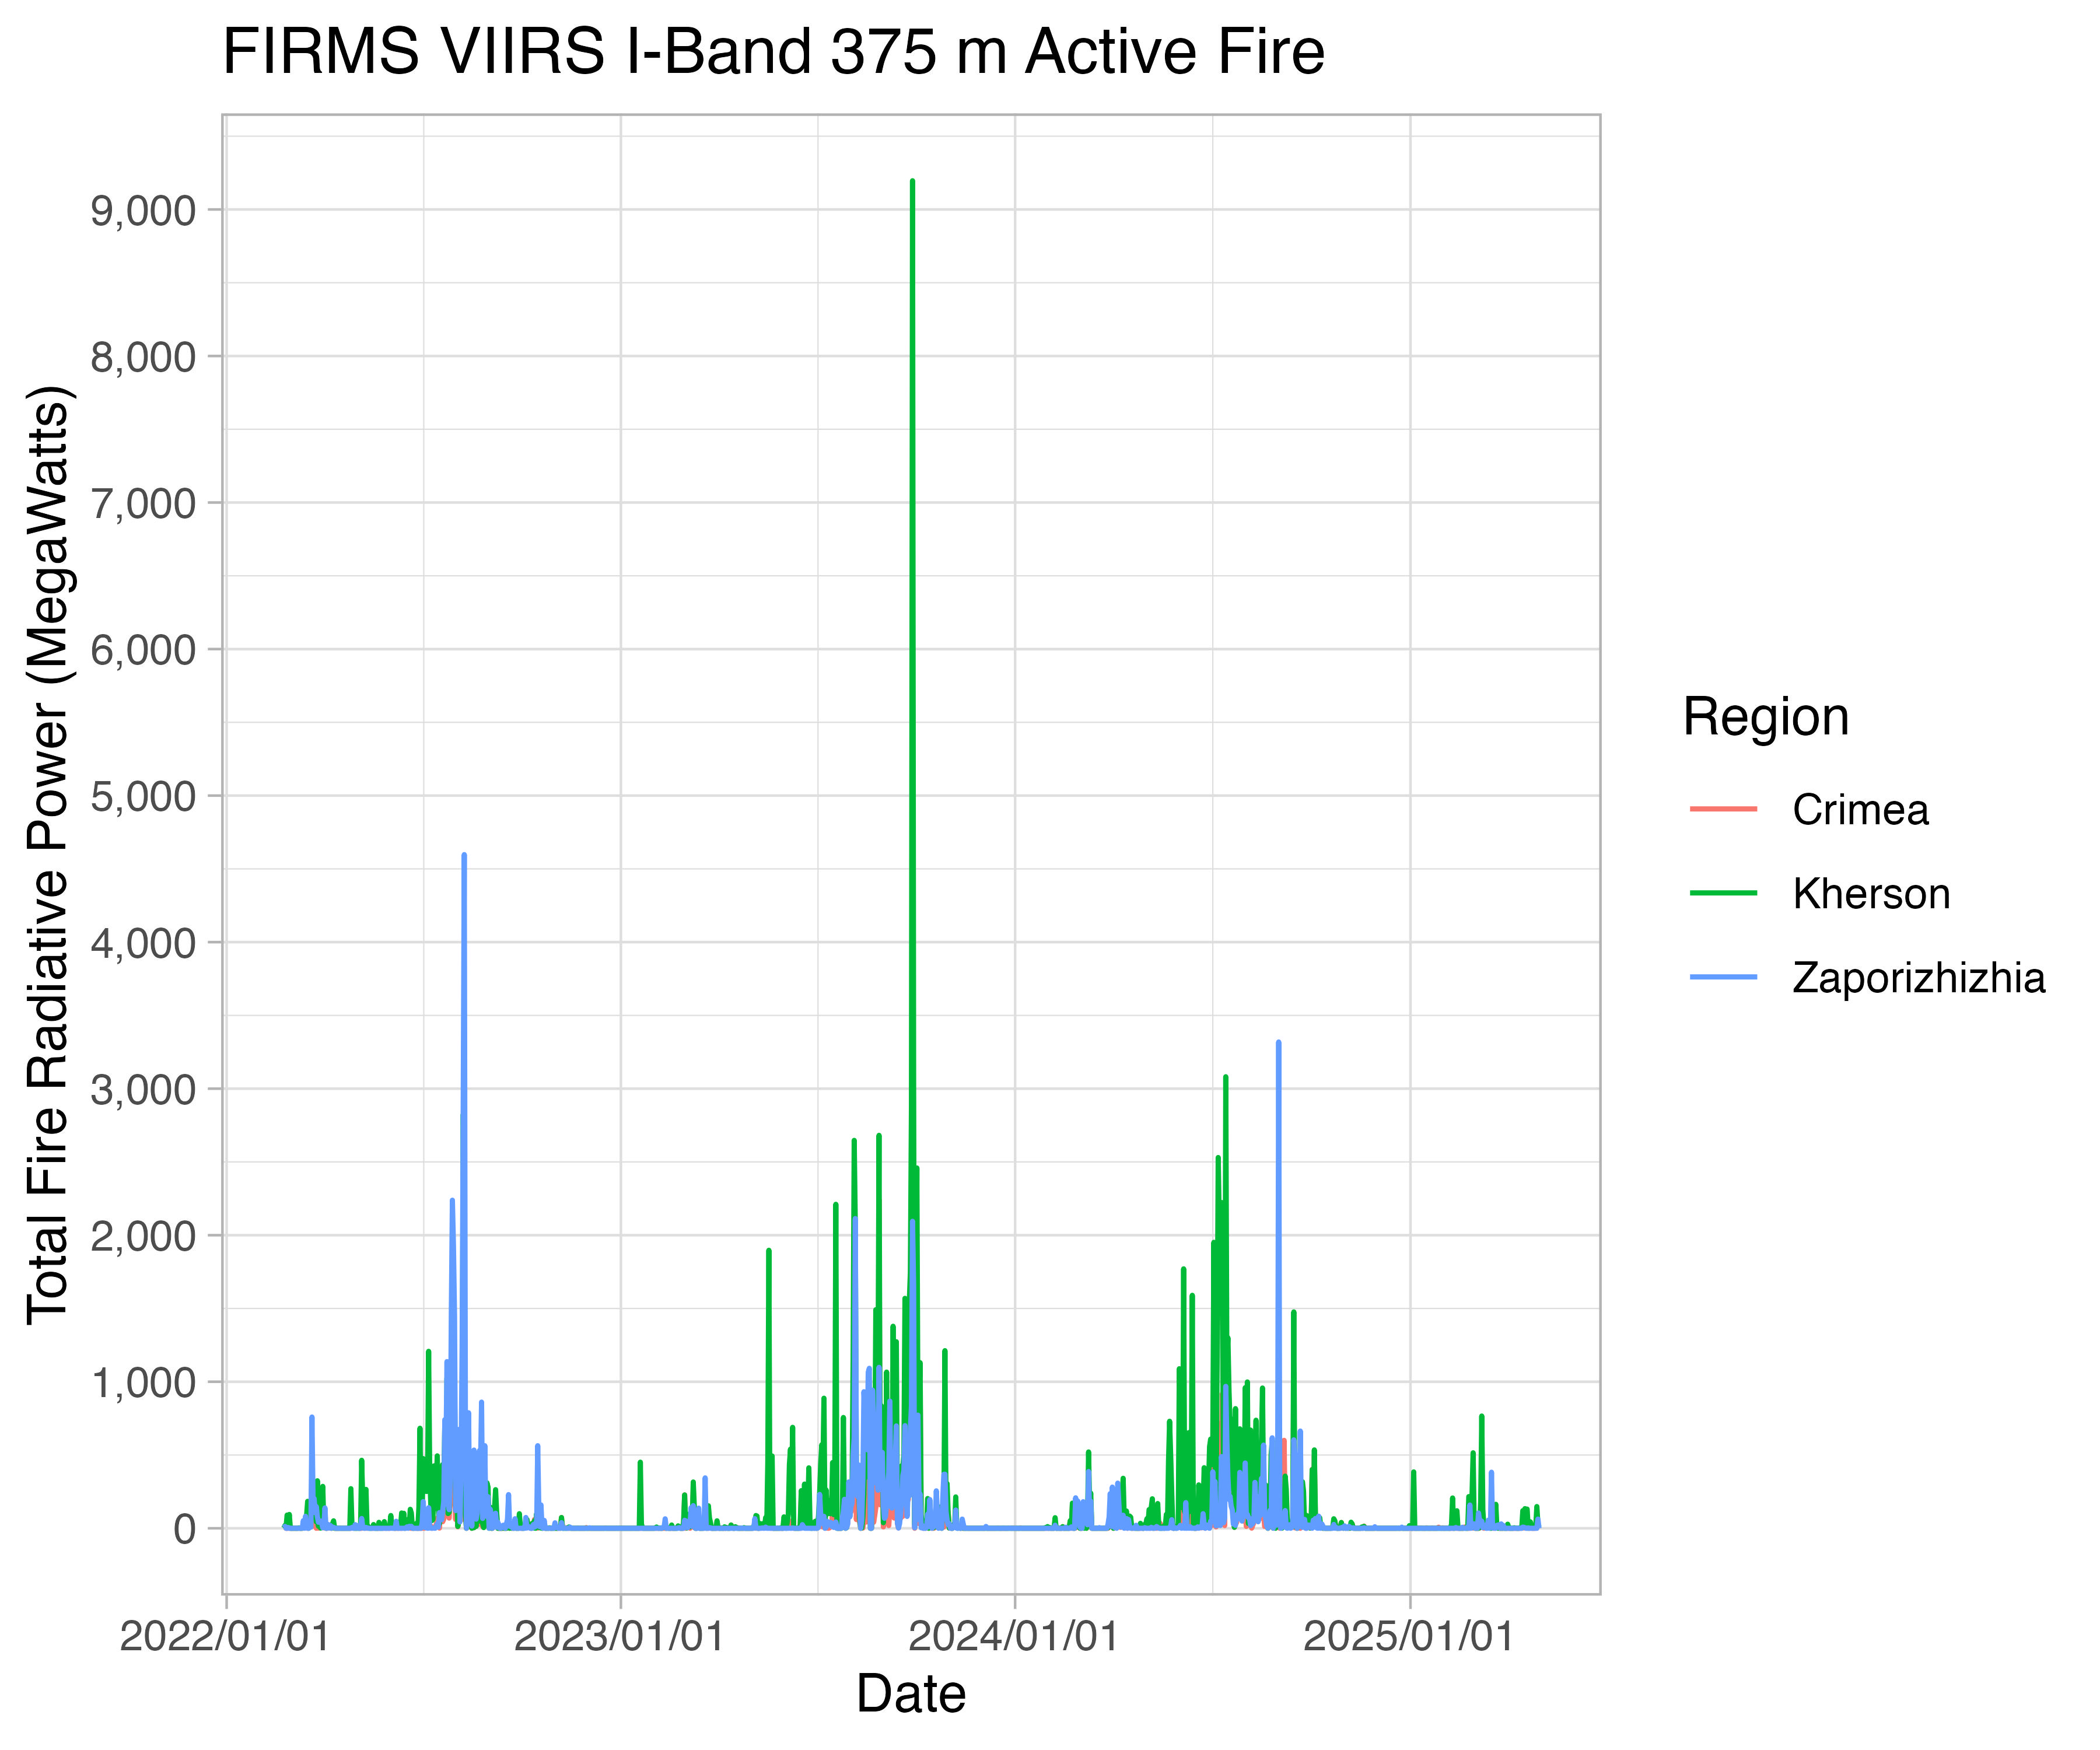 FIRMS VIIRS I-Band 375 m Active Fire
Total Fire Radiative Power (MegaWatts)
9,000
8,000
7,000
6,000
5,000
4,000
3,000
2,000
1,000
0
2022/01/01
2023/01/01
2024/01/01
2025/01/01
Date
Region
Crimea
Kherson
Zaporizhizhia